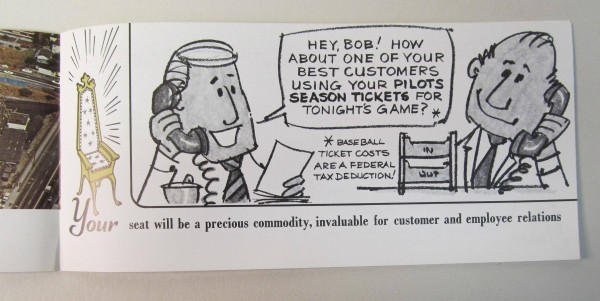 HEY, BOB! HOW
ABOUT ONE OF YOUR
BEST CUSTOMERS
USING YOUR PILOTS
SEASON TICKETS FOR
TONIGHT'S GAME? *
* BASEBALL
TICKET COSTS
ARE A FEDERAL
TAX DEDUCTION!
IN
OUT
Your seat will be a precious commodity, invaluable for customer and employee relations